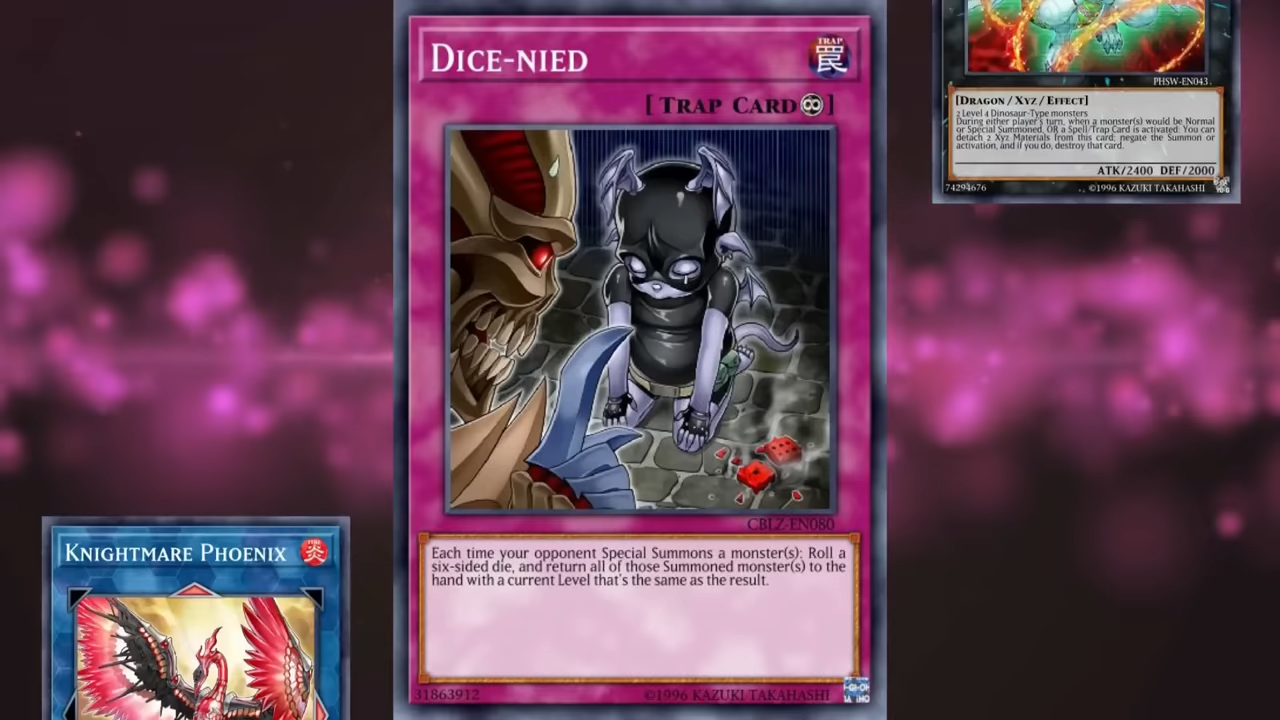 DICE-NIED
TRAP
罠
[ TRAP CARD ]
CBLZ-EN080
Each time your opponent Special Summons a monster(s): Roll a
six-sided die, and return all of those Summoned monster(s) to the
hand with a current Level that's the same as the result.
31863912
©1996 KAZUKI TAKAHASHI
PHSW-EN043
[DRAGON / XYZ / EFFECT]
2 Level 4 Dinosaur-Type monsters
During either player's turn, when a monster(s) would be Normal
or Special Summoned, OR a Spell/Trap Card is activated: You can
detach 2 Xyz Materials from this card; negate the Summon or
activation, and if you do, destroy that card.
ATK/2400 DEF/2000
74294676
©1996 KAZUKI TAKAHASHI
KNIGHTMARE PHOENIX
FIRE
炎